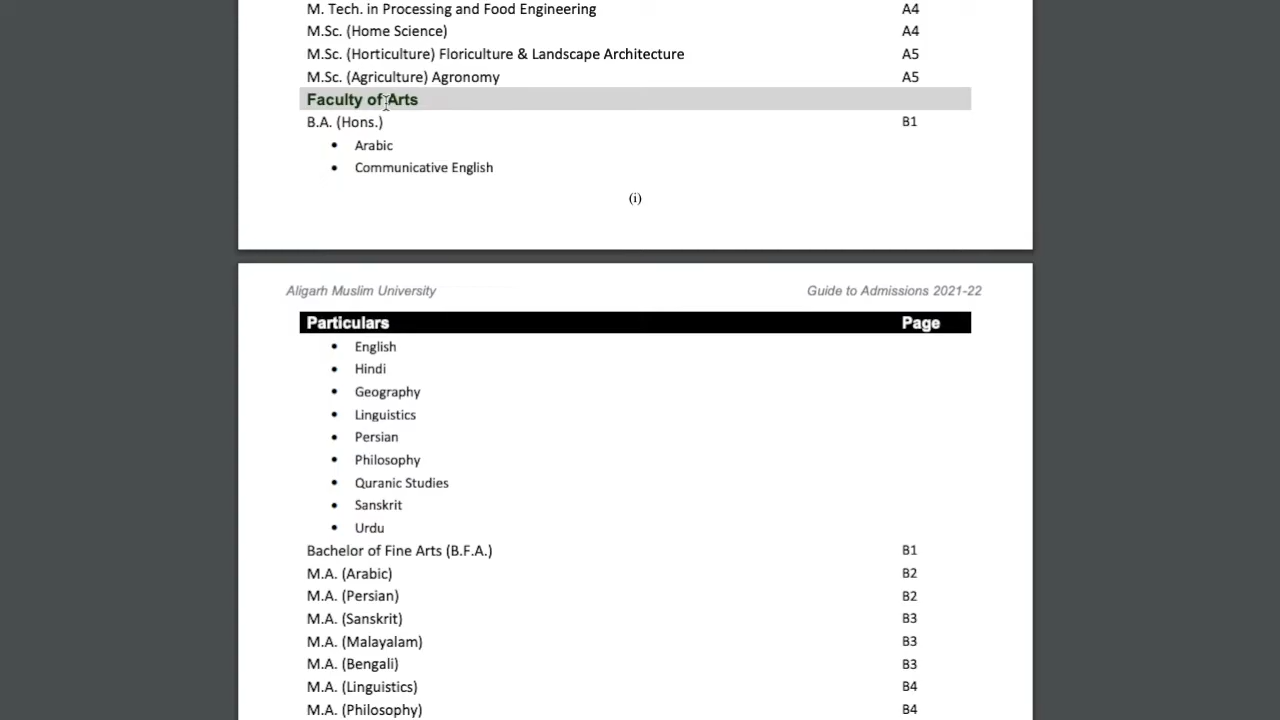 M. Tech. in Processing and Food Engineering A4
M.Sc. (Home Science) A4
M.Sc. (Horticulture) Floriculture & Landscape Architecture A5
M.Sc. (Agriculture) Agronomy A5
Faculty of Arts
B.A. (Hons.) B1
• Arabic
• Communicative English
(i)
Aligarh Muslim University Guide to Admissions 2021-22
Particulars Page
• English
• Hindi
• Geography
• Linguistics
• Persian
• Philosophy
• Quranic Studies
• Sanskrit
• Urdu
Bachelor of Fine Arts (B.F.A.) B1
M.A. (Arabic) B2
M.A. (Persian) B2
M.A. (Sanskrit) B3
M.A. (Malayalam) B3
M.A. (Bengali) B3
M.A. (Linguistics) B4
M.A. (Philosophy) B4